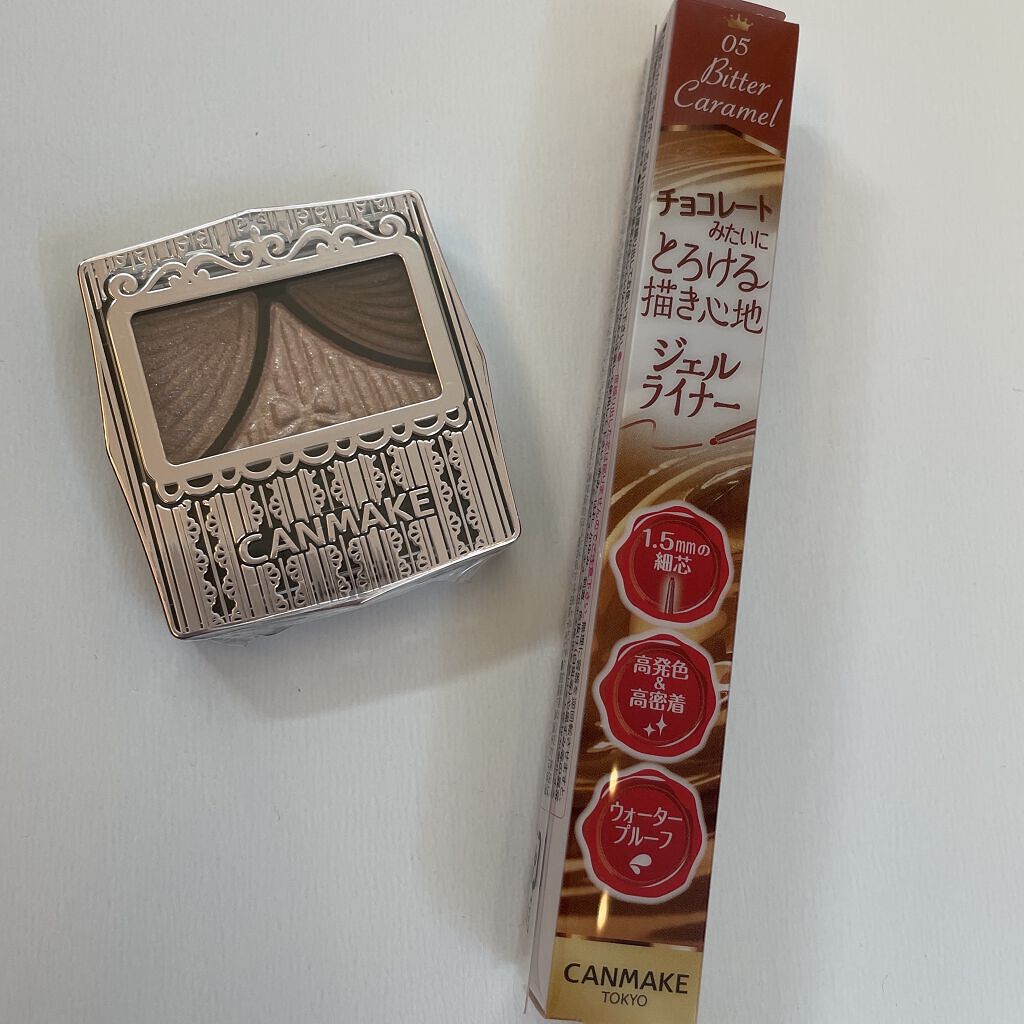 CANMAKE
05
Bitter
Caramel
チョコレート
みたいに
とろける
描き心地
ジェル
ライナー
1.5mmの
細芯
高発色
&
高密着
ウォーター
プルーフ
CANMAKE
TOKYO